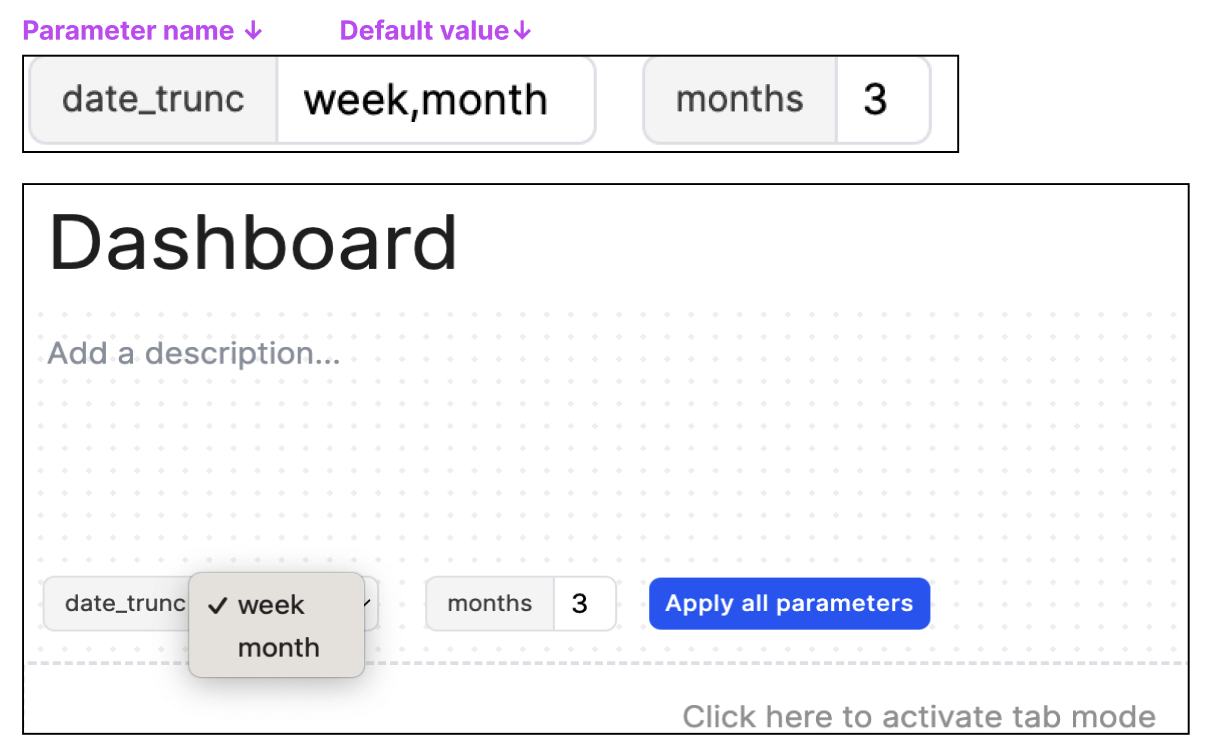 Parameter name ↓ Default value↓
date_trunc week,month months 3
Dashboard
Add a description...
date_trunc ✓ week months 3 Apply all parameters
month
Click here to activate tab mode